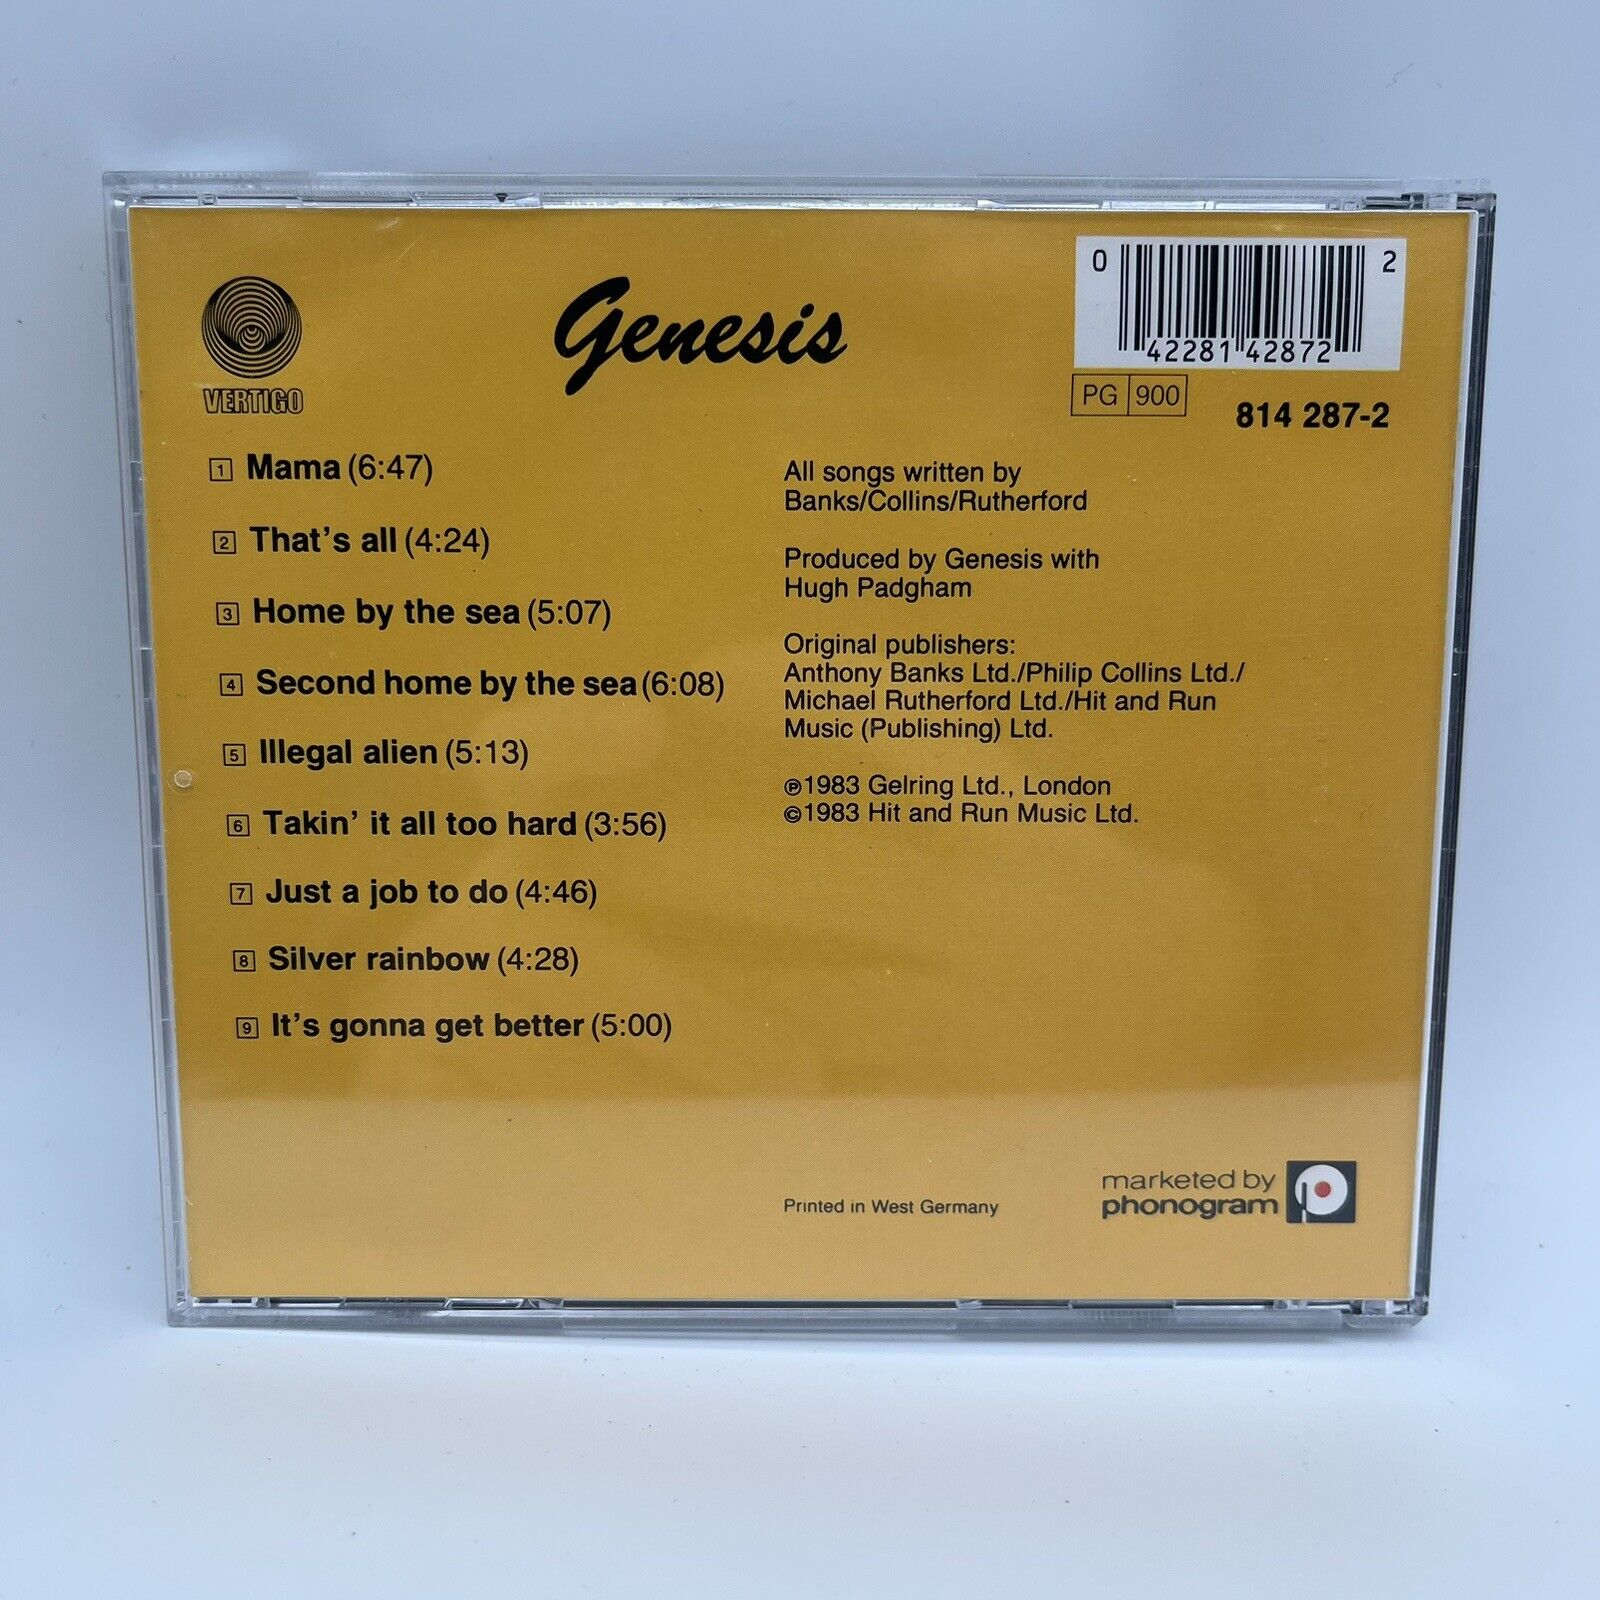 VERTIGO
Genesis
0 42281 42872 2
PG 900
814 287-2
1 Mama (6:47)
2 That's all (4:24)
3 Home by the sea (5:07)
4 Second home by the sea (6:08)
5 Illegal alien (5:13)
6 Takin' it all too hard (3:56)
7 Just a job to do (4:46)
8 Silver rainbow (4:28)
9 It's gonna get better (5:00)
All songs written by
Banks/Collins/Rutherford
Produced by Genesis with
Hugh Padgham
Original publishers:
Anthony Banks Ltd./Philip Collins Ltd./
Michael Rutherford Ltd./Hit and Run
Music (Publishing) Ltd.
℗1983 Gelring Ltd., London
©1983 Hit and Run Music Ltd.
Printed in West Germany
marketed by
phonogram